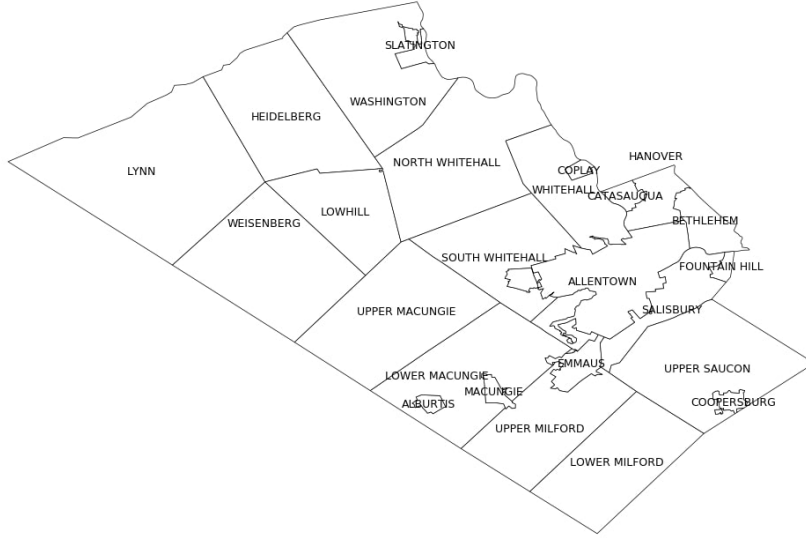 SLATINGTON
WASHINGTON
HEIDELBERG
HANOVER
NORTH WHITEHALL
LYNN
COPLAY
WHITEHALL
CATASAUQUA
LOWHILL
WEISENBERG
BETHLEHEM
SOUTH WHITEHALL
FOUNTAIN HILL
ALLENTOWN
UPPER MACUNGIE
SALISBURY
EMMAUS
UPPER SAUCON
LOWER MACUNGIE
MACUNGIE
ALBURTIS
COOPERSBURG
UPPER MILFORD
LOWER MILFORD